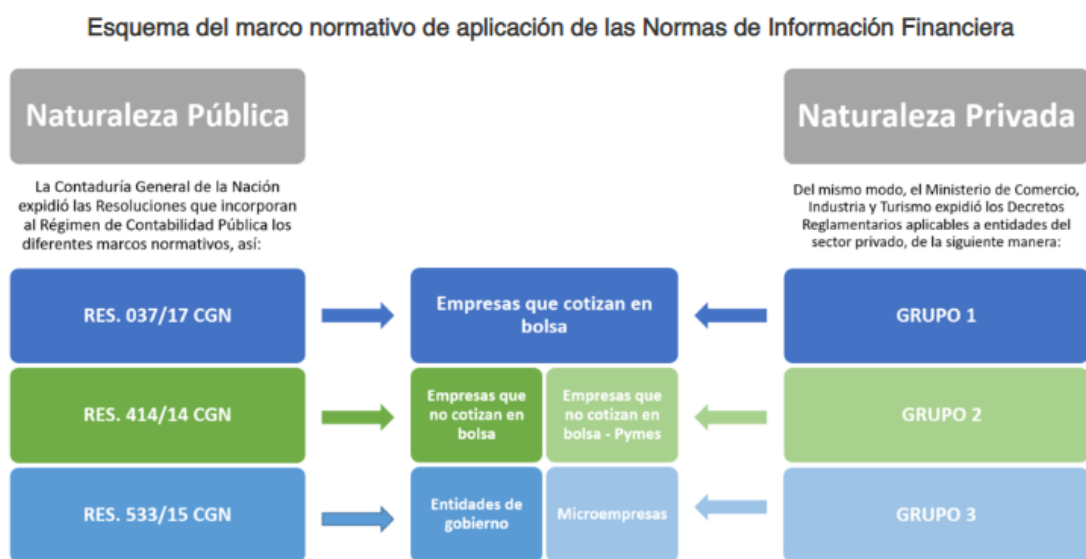 Esquema del marco normativo de aplicación de las Normas de Información Financiera
Naturaleza Pública
Naturaleza Privada
La Contaduría General de la Nación
expidió las Resoluciones que incorporan
al Régimen de Contabilidad Pública los
diferentes marcos normativos, así:
Del mismo modo, el Ministerio de Comercio,
Industria y Turismo expidió los Decretos
Reglamentarios aplicables a entidades del
sector privado, de la siguiente manera:
RES. 037/17 CGN
Empresas que cotizan en
bolsa
GRUPO 1
RES. 414/14 CGN
Empresas que
no cotizan en
bolsa
Empresas que
no cotizan en
bolsa - Pymes
GRUPO 2
RES. 533/15 CGN
Entidades de
gobierno
Microempresas
GRUPO 3